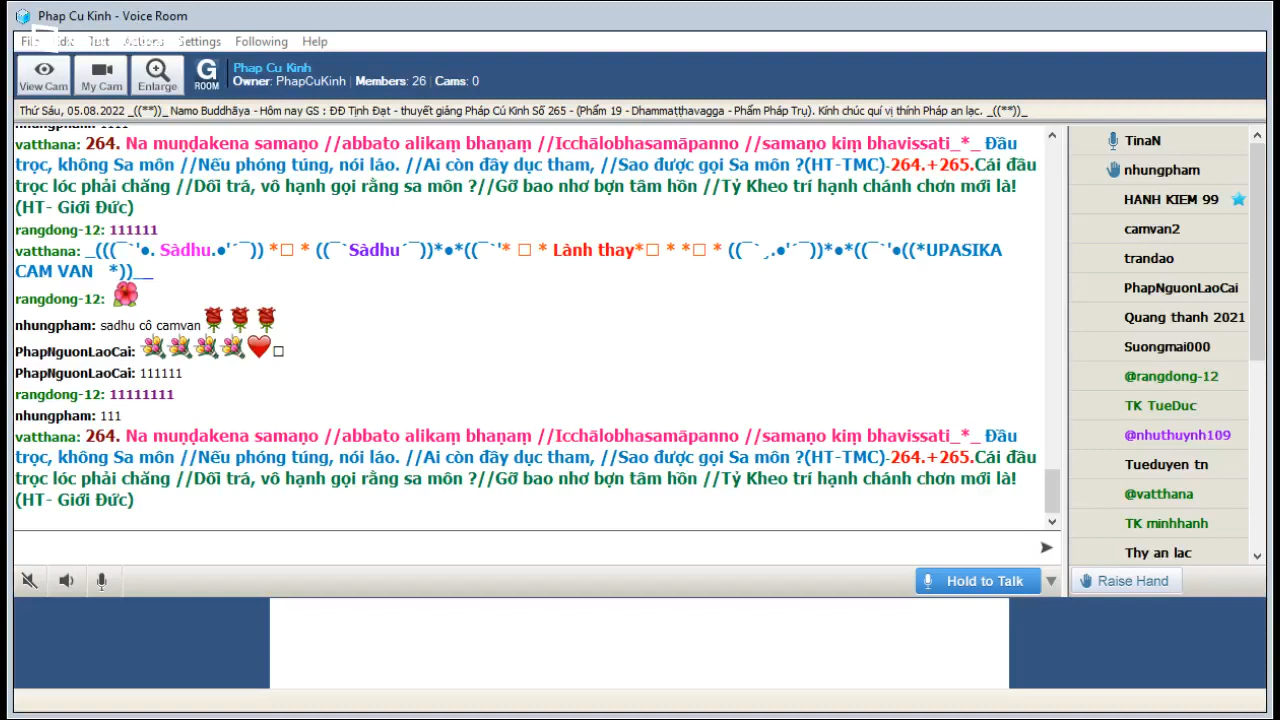 Phap Cu Kinh - Voice Room
Text Actions Settings Following Help
View Cam My Cam Enlarge G ROOM
Phap Cu Kinh
Owner: PhapCuKinh | Members: 26 | Cams: 0
Thứ Sáu, 05.08.2022 _((**))_ Namo Buddhāya - Hôm nay GS : ĐĐ Tịnh Đạt - thuyết giảng Pháp Cú Kinh Số 265 - (Phẩm 19 - Dhammaṭṭhavagga - Phẩm Pháp Trụ). Kính chúc quí vị thính Pháp an lạc. _((**))_
nhungpham: 1111
vatthana: 264. Na muṇḍakena samaṇo //abbato alikaṃ bhaṇaṃ //Icchālobhasamāpanno //samaṇo kiṃ bhavissati_*_ Đầu
trọc, không Sa môn //Nếu phóng túng, nói láo. //Ai còn đầy dục tham, //Sao được gọi Sa môn ?(HT-TMC)-264.+265.Cái đầu
trọc lóc phải chăng //Dối trá, vô hạnh gọi rằng sa môn ?//Gỡ bao nhơ bợn tâm hồn //Tỷ Kheo trí hạnh chánh chơn mới là!
(HT- Giới Đức)
rangdong-12: 111111
vatthana: _(((¯`'•. Sàdhu.•'´¯)) *□ * ((¯`Sàdhu´¯))*•*((¯`'* □ * Lành thay*□ * *□ * ((¯`¸.•'´¯))*•*((¯`'•((*UPASIKA
CAM VAN *))__
rangdong-12:
nhungpham: sadhu cô camvan
PhapNguonLaoCai: □
PhapNguonLaoCai: 111111
rangdong-12: 11111111
nhungpham: 111
vatthana: 264. Na muṇḍakena samaṇo //abbato alikaṃ bhaṇaṃ //Icchālobhasamāpanno //samaṇo kiṃ bhavissati_*_ Đầu
trọc, không Sa môn //Nếu phóng túng, nói láo. //Ai còn đầy dục tham, //Sao được gọi Sa môn ?(HT-TMC)-264.+265.Cái đầu
trọc lóc phải chăng //Dối trá, vô hạnh gọi rằng sa môn ?//Gỡ bao nhơ bợn tâm hồn //Tỷ Kheo trí hạnh chánh chơn mới là!
(HT- Giới Đức)
Hold to Talk
TinaN
nhungpham
HANH KIEM 99
camvan2
trandao
PhapNguonLaoCai
Quang thanh 2021
Suongmai000
@rangdong-12
TK TueDuc
@nhuthuynh109
Tueduyen tn
@vatthana
TK minhhanh
Thy an lac
Raise Hand